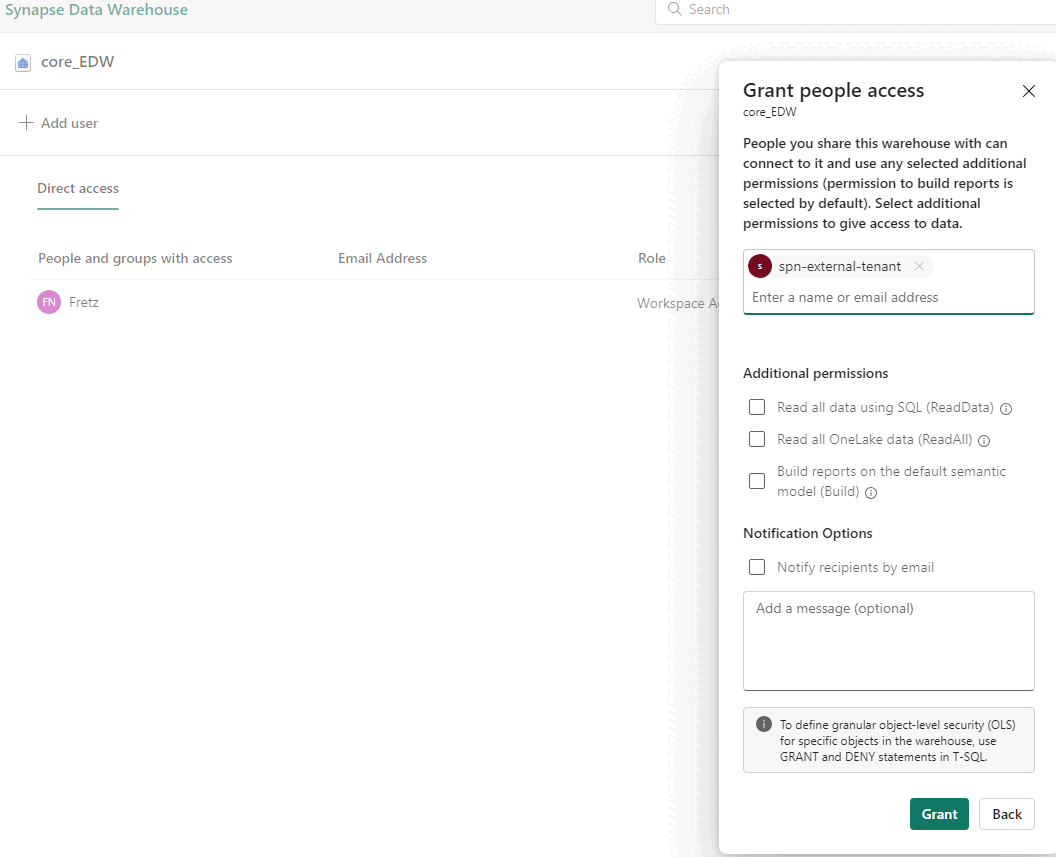 Synapse Data Warehouse
Search
core_EDW
Add user
Direct access
People and groups with access Email Address Role
FN Fretz Workspace A
Grant people access
core_EDW
People you share this warehouse with can
connect to it and use any selected additional
permissions (permission to build reports is
selected by default). Select additional
permissions to give access to data.
s spn-external-tenant
Enter a name or email address
Additional permissions
Read all data using SQL (ReadData)
Read all OneLake data (ReadAll)
Build reports on the default semantic
model (Build)
Notification Options
Notify recipients by email
Add a message (optional)
To define granular object-level security (OLS)
for specific objects in the warehouse, use
GRANT and DENY statements in T-SQL.
Grant Back